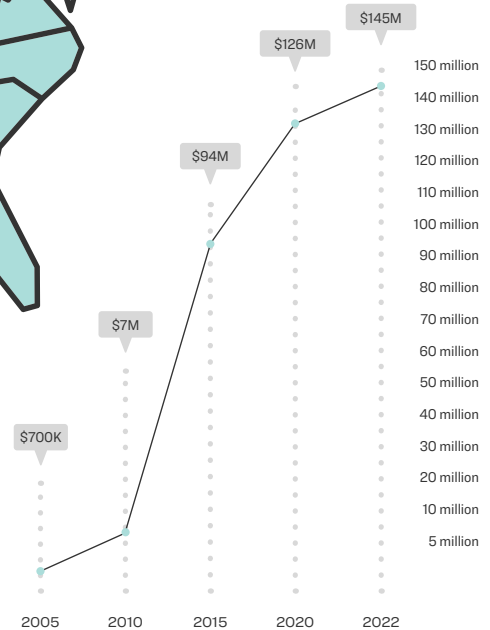 $145M
$126M
150 million
140 million
130 million
$94M
120 million
110 million
100 million
90 million
80 million
70 million
$7M
60 million
50 million
40 million
$700K
30 million
20 million
10 million
5 million
2005 2010 2015 2020 2022